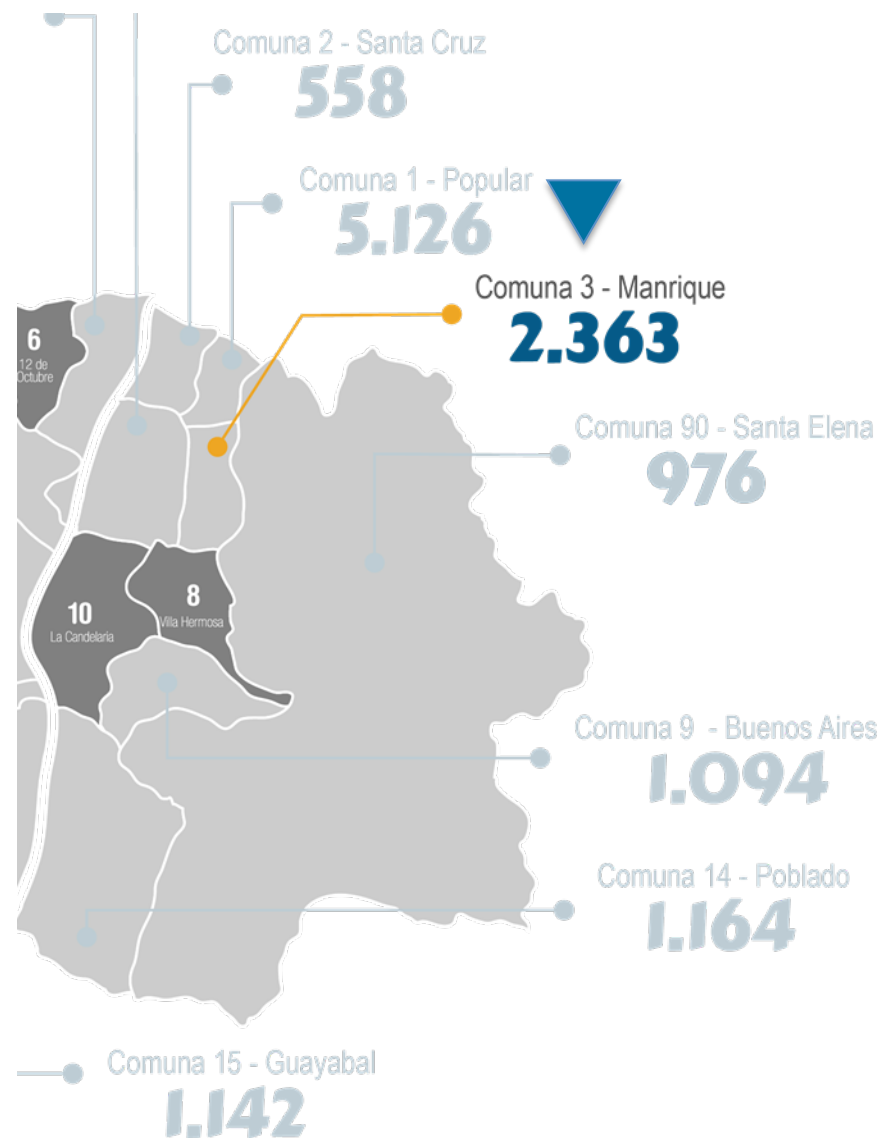 Comuna 2 - Santa Cruz
558
Comuna 1 - Popular
5.126
Comuna 3 - Manrique
2.363
6
12 de
Octubre
Comuna 90 - Santa Elena
976
10
La Candelaria
8
Villa Hermosa
Comuna 9 - Buenos Aires
1.094
Comuna 14 - Poblado
1.164
Comuna 15 - Guayabal
1.142